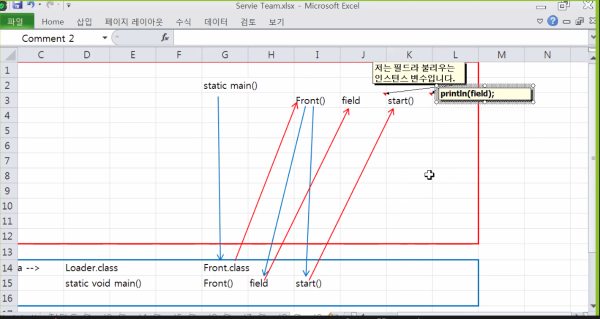 Servie Team.xlsx - Microsoft Excel
파일 홈 삽입 페이지 레이아웃 수식 데이터 검토 보기
Comment 2 fx
C D E F G H I J K L M N
1
저는 필드라 불리우는
인스턴스 변수입니다.
2 static main()
println(field);
3 Front() field start()
4
5
6
7
8
9
10
11
12
13
14 a --> Loader.class Front.class
15 static void main() Front() field start()
16